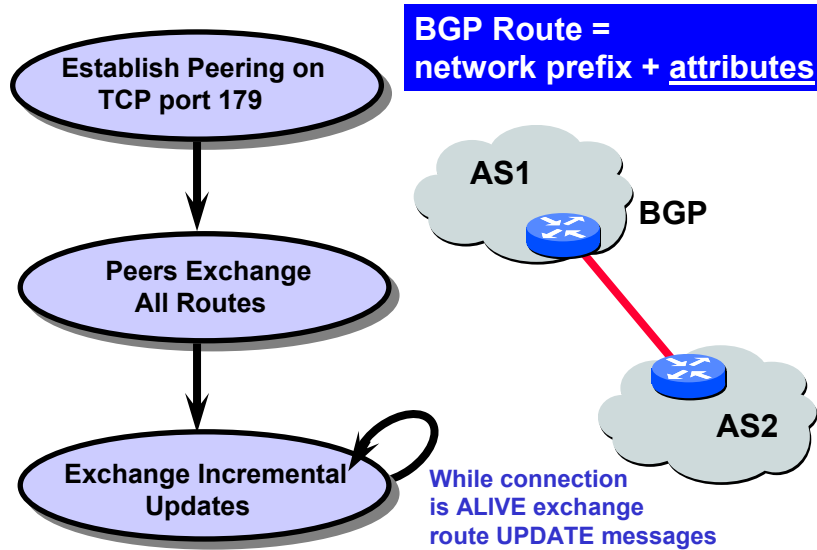 BGP Route =
network prefix + attributes
Establish Peering on
TCP port 179
AS1
BGP
Peers Exchange
All Routes
AS2
Exchange Incremental
Updates
While connection
is ALIVE exchange
route UPDATE messages